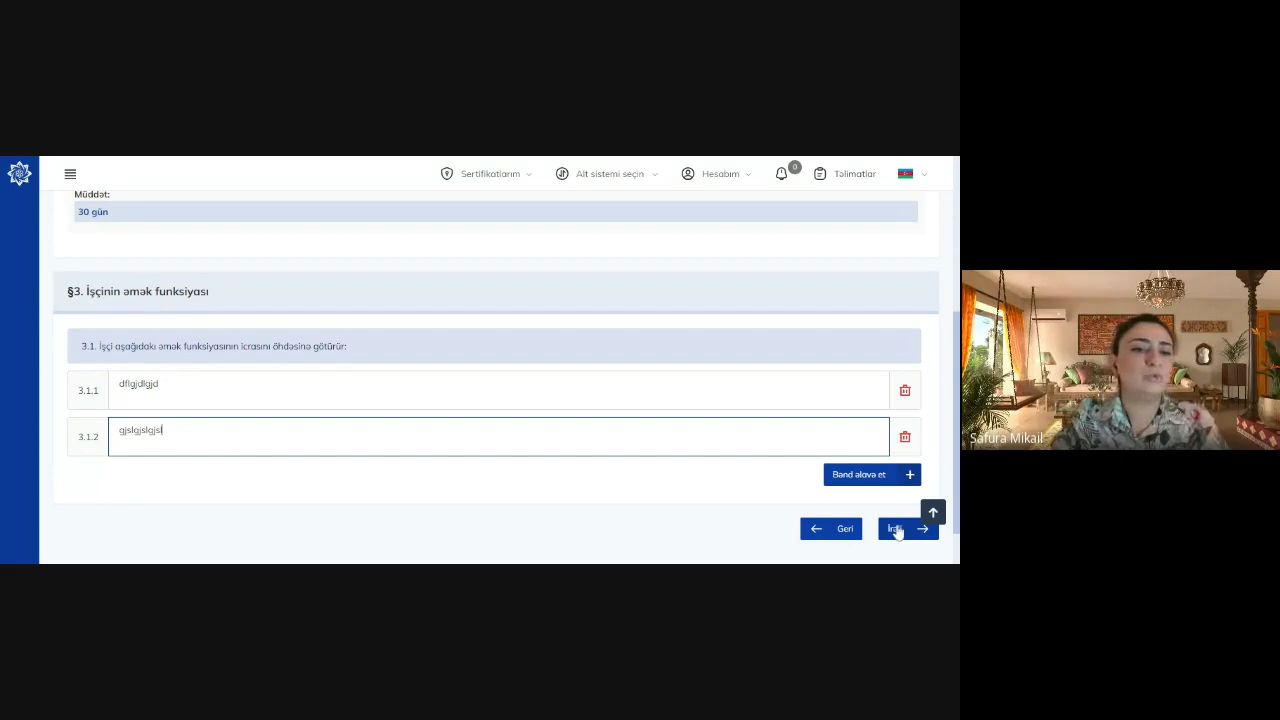 Sertifikatlarım
Alt sistemi seçin
Hesabım
0
Təlimatlar
Müddət:
30 gün
§3. İşçinin əmək funksiyası
3.1. İşçi aşağıdakı əmək funksiyasının icrasını öhdəsinə götürür:
3.1.1 dflgjdlgjd
3.1.2 gjslgjslgjsl
Bənd əlavə et +
Geri
Safura Mikail